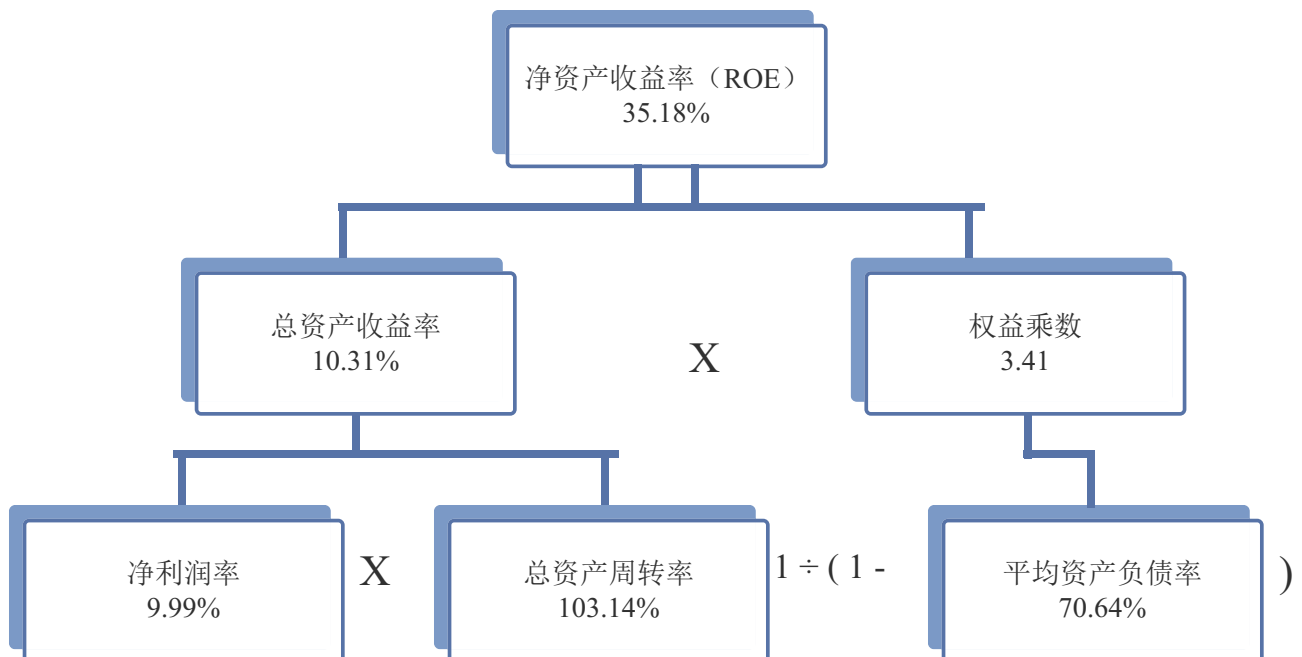 净资产收益率（ROE）
35.18%
总资产收益率
10.31%
X
权益乘数
3.41
净利润率
9.99%
X
总资产周转率
103.14%
1 ÷ ( 1 -
平均资产负债率
70.64%
)